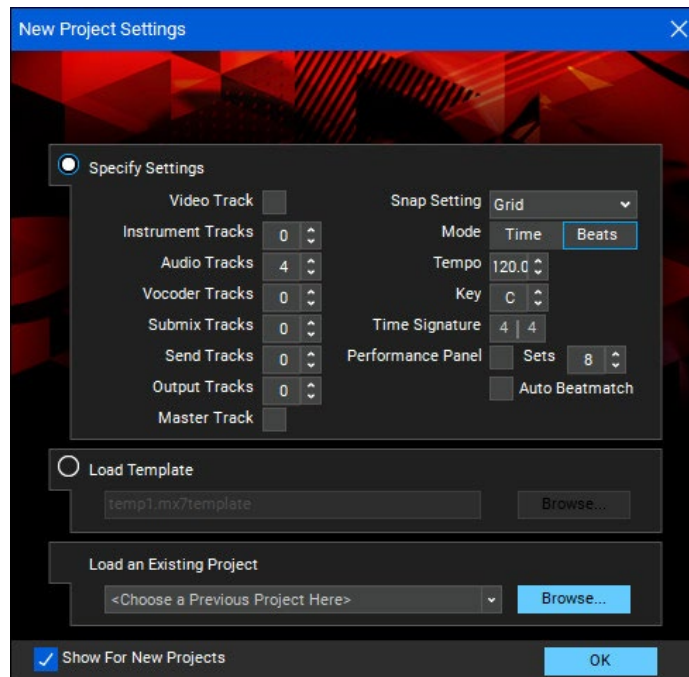 New Project Settings
Specify Settings
Video Track
Instrument Tracks 0
Audio Tracks 4
Vocoder Tracks 0
Submix Tracks 0
Send Tracks 0
Output Tracks 0
Master Track
Snap Setting Grid
Mode Time Beats
Tempo 120.0
Key C
Time Signature 4 | 4
Performance Panel Sets 8
Auto Beatmatch
Load Template
temp1.mx7template Browse...
Load an Existing Project
<Choose a Previous Project Here> Browse...
Show For New Projects OK